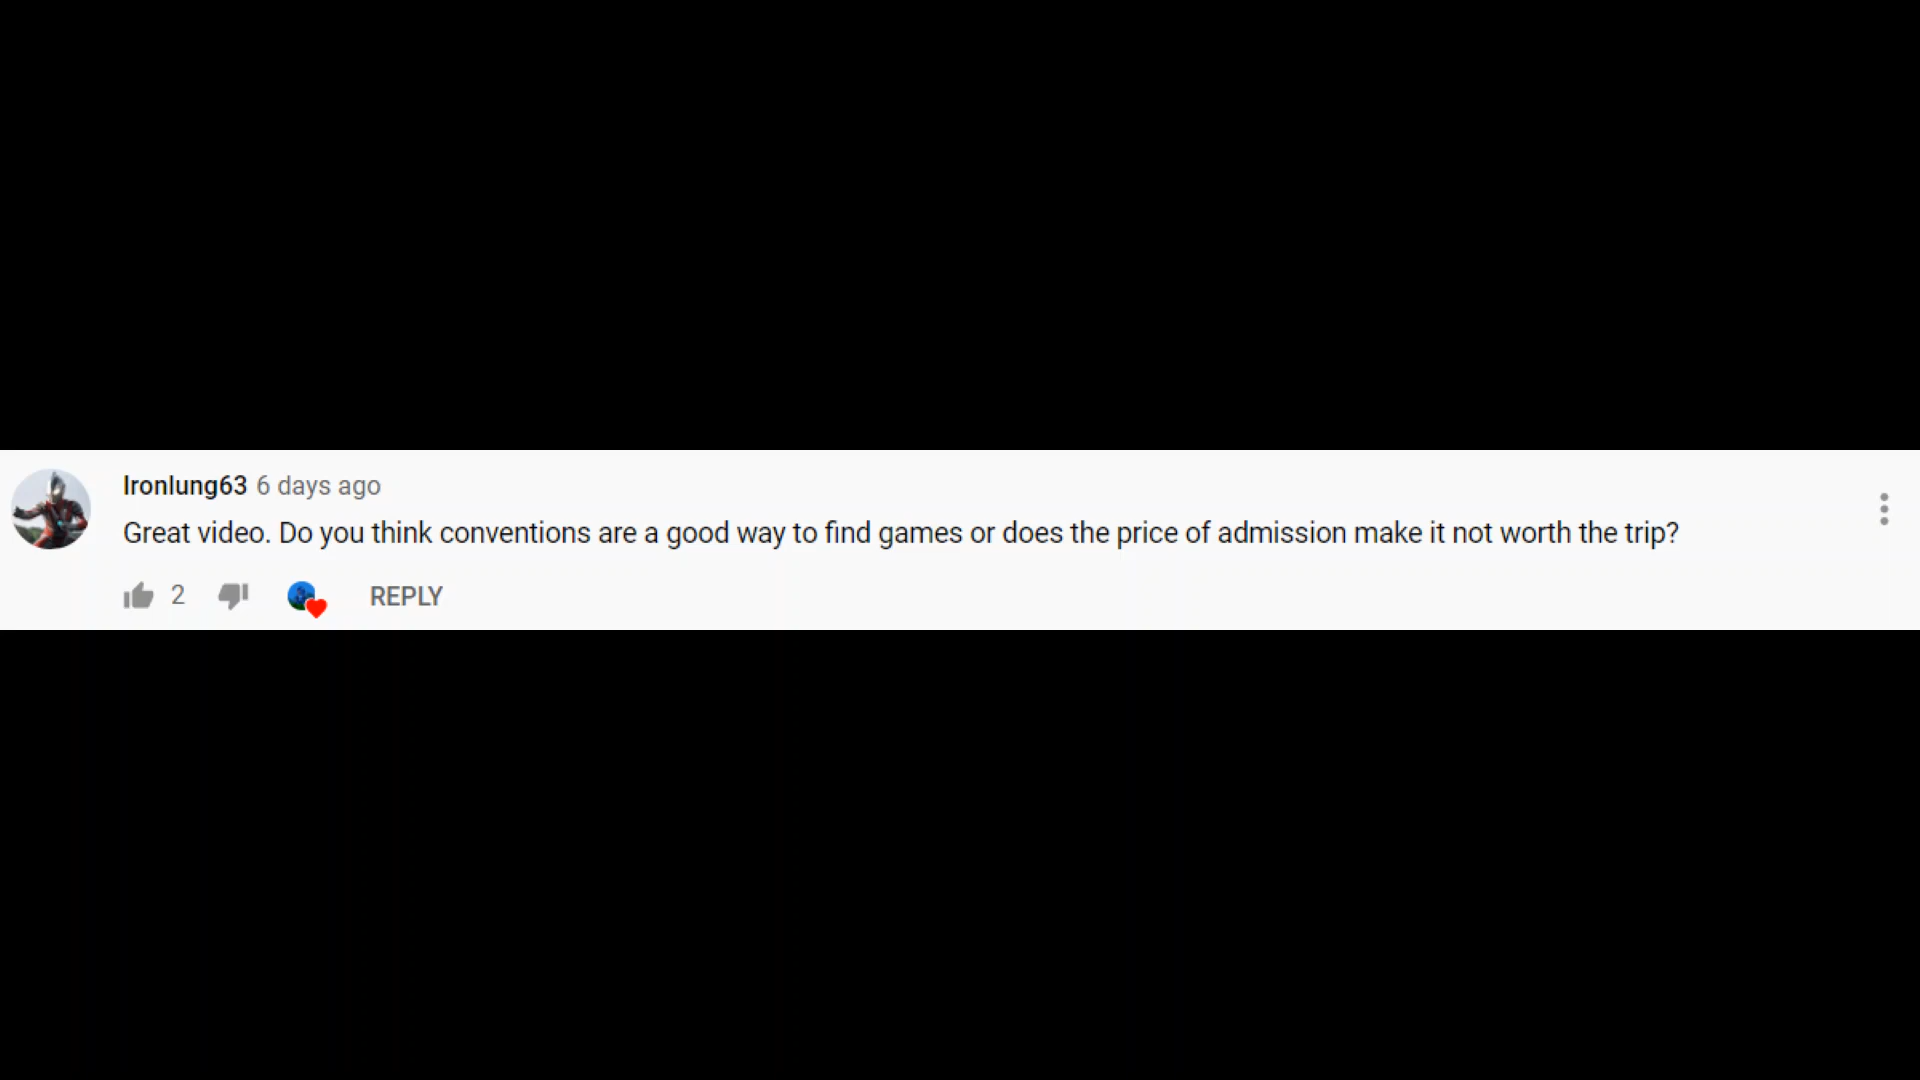 Ironlung63 6 days ago
Great video. Do you think conventions are a good way to find games or does the price of admission make it not worth the trip?
2 REPLY